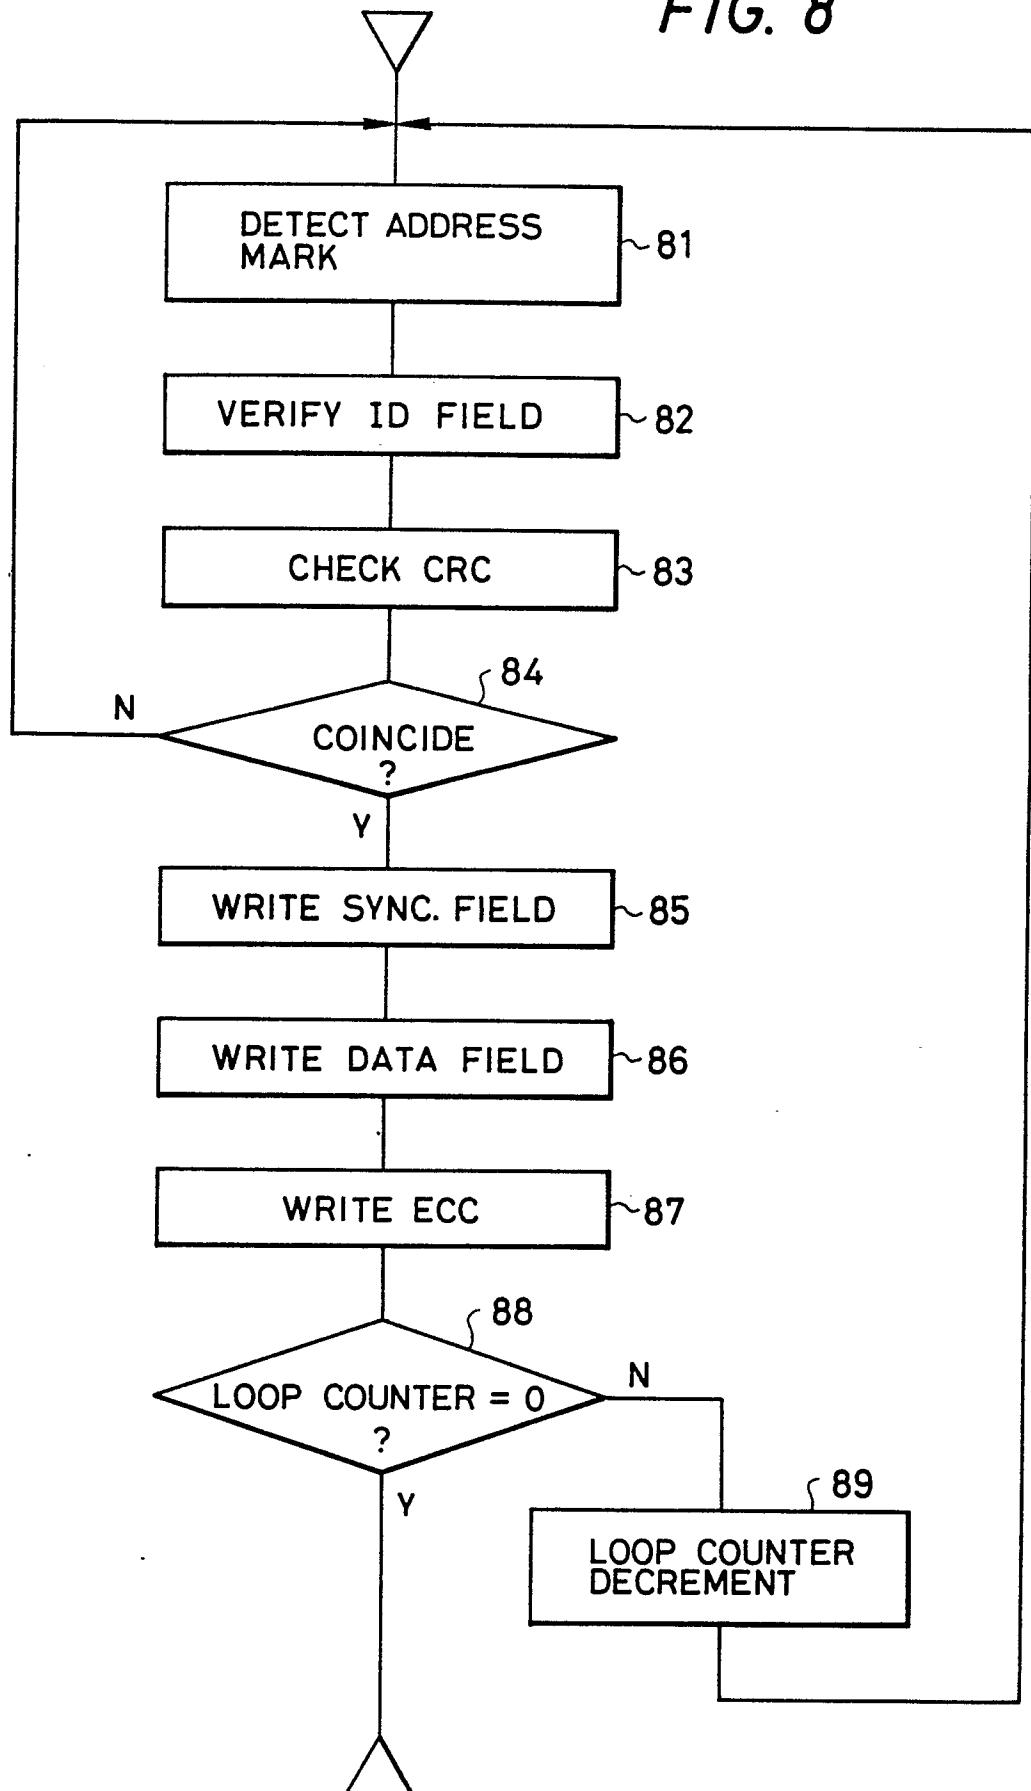 FIG. 8
DETECT ADDRESS
MARK
81
VERIFY ID FIELD
82
CHECK CRC
83
84
N
COINCIDE
?
Y
WRITE SYNC. FIELD
85
WRITE DATA FIELD
86
WRITE ECC
87
88
N
LOOP COUNTER = 0
?
Y
89
LOOP COUNTER
DECREMENT